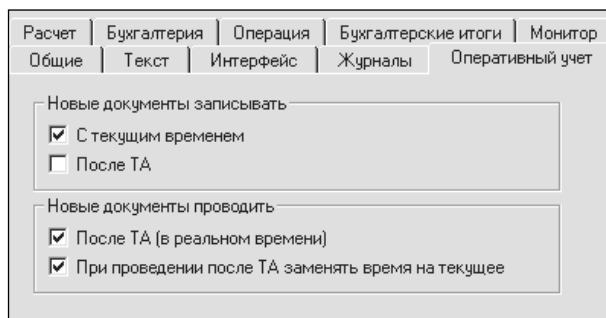 Расчет Бухгалтерия Операция Бухгалтерские итоги Монитор
Общие Текст Интерфейс Журналы Оперативный учет
Новые документы записывать
С текущим временем
После ТА
Новые документы проводить
После ТА (в реальном времени)
При проведении после ТА заменять время на текущее